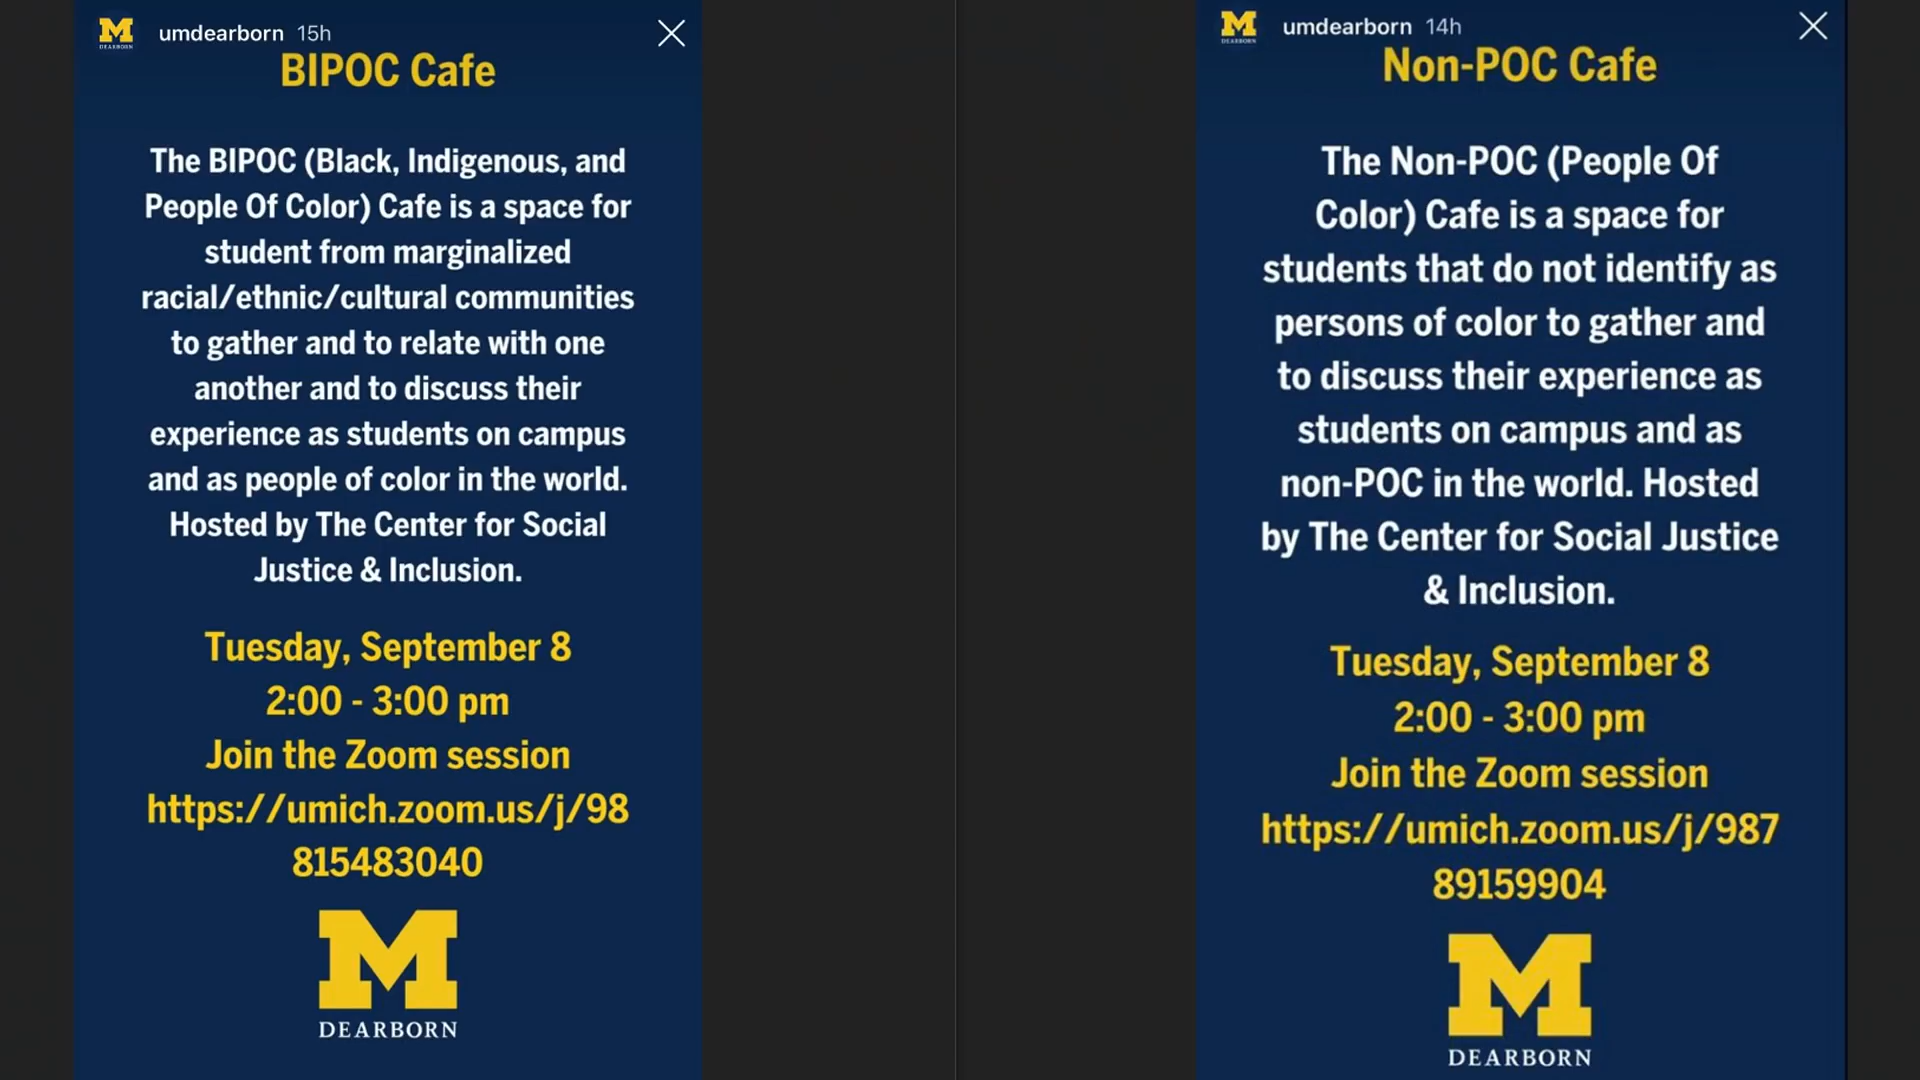 M
DEARBORN
umdearborn 15h
BIPOC Cafe
The BIPOC (Black, Indigenous, and
People Of Color) Cafe is a space for
student from marginalized
racial/ethnic/cultural communities
to gather and to relate with one
another and to discuss their
experience as students on campus
and as people of color in the world.
Hosted by The Center for Social
Justice & Inclusion.
Tuesday, September 8
2:00 - 3:00 pm
Join the Zoom session
https://umich.zoom.us/j/98
815483040
M
DEARBORN
M
DEARBORN
umdearborn 14h
Non-POC Cafe
The Non-POC (People Of
Color) Cafe is a space for
students that do not identify as
persons of color to gather and
to discuss their experience as
students on campus and as
non-POC in the world. Hosted
by The Center for Social Justice
& Inclusion.
Tuesday, September 8
2:00 - 3:00 pm
Join the Zoom session
https://umich.zoom.us/j/987
89159904
M
DEARBORN